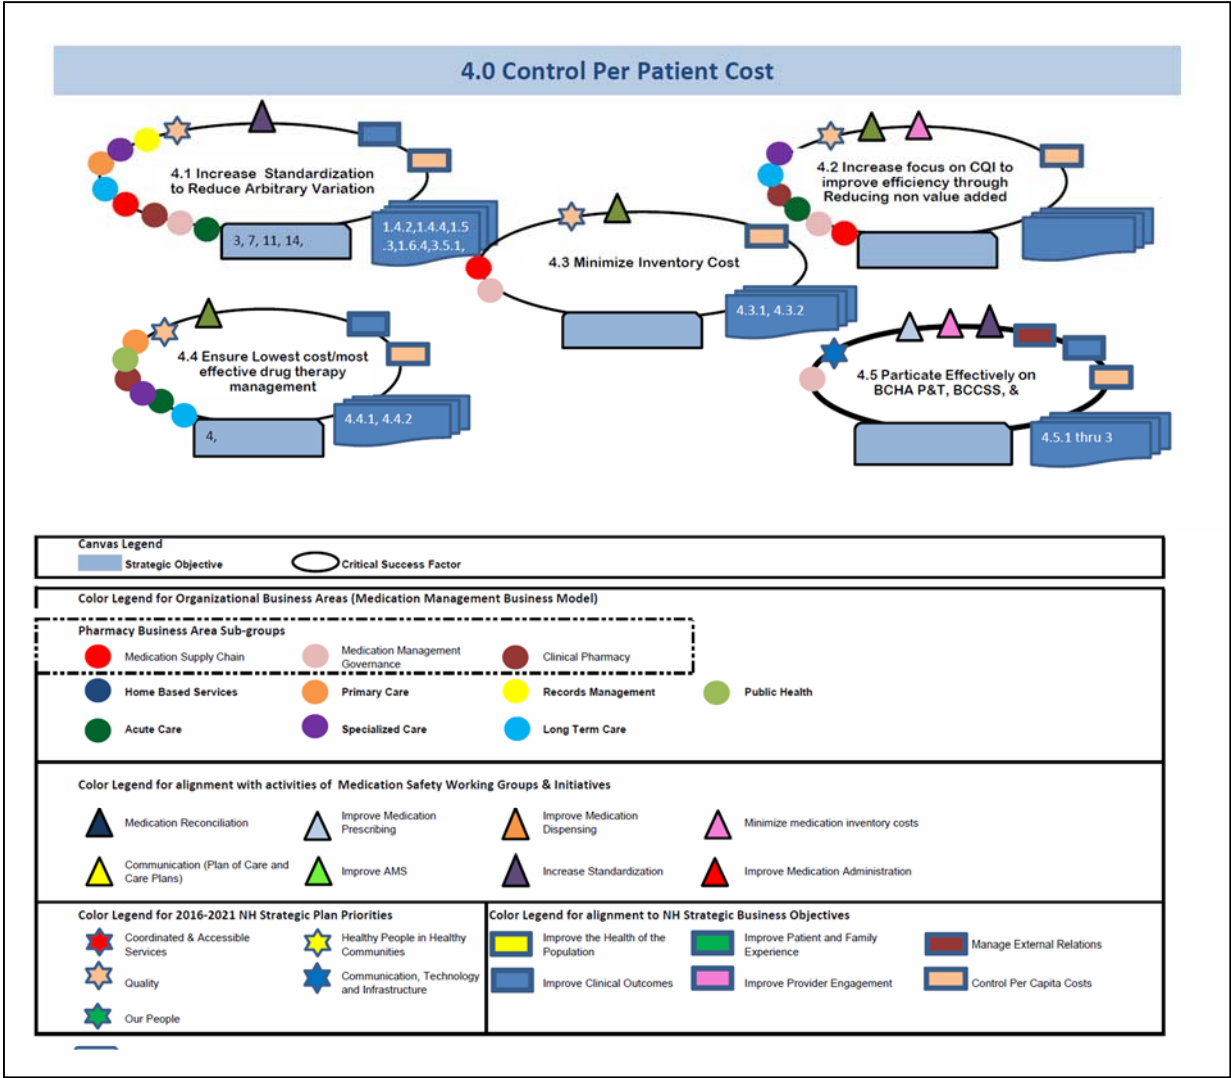 4.0 Control Per Patient Cost
4.1 Increase Standardization
to Reduce Arbitrary Variation
3, 7, 11, 14,
1.4.2,1.4.4,1.5
.3,1.6.4,3.5.1,
4.2 Increase focus on CQI to
improve efficiency through
Reducing non value added
4.3 Minimize Inventory Cost
4.3.1, 4.3.2
4.4 Ensure Lowest cost/most
effective drug therapy
management
4,
4.4.1, 4.4.2
4.5 Particate Effectively on
BCHA P&T, BCCSS, &
4.5.1 thru 3
Canvas Legend
Strategic Objective
Critical Success Factor
Color Legend for Organizational Business Areas (Medication Management Business Model)
Pharmacy Business Area Sub-groups
Medication Supply Chain
Medication Management
Governance
Clinical Pharmacy
Home Based Services
Primary Care
Records Management
Public Health
Acute Care
Specialized Care
Long Term Care
Color Legend for alignment with activities of Medication Safety Working Groups & Initiatives
Medication Reconciliation
Improve Medication
Prescribing
Improve Medication
Dispensing
Minimize medication inventory costs
Communication (Plan of Care and
Care Plans)
Improve AMS
Increase Standardization
Improve Medication Administration
Color Legend for 2016-2021 NH Strategic Plan Priorities
Coordinated & Accessible
Services
Healthy People in Healthy
Communities
Quality
Communication, Technology
and Infrastructure
Our People
Color Legend for alignment to NH Strategic Business Objectives
Improve the Health of the
Population
Improve Patient and Family
Experience
Manage External Relations
Improve Clinical Outcomes
Improve Provider Engagement
Control Per Capita Costs